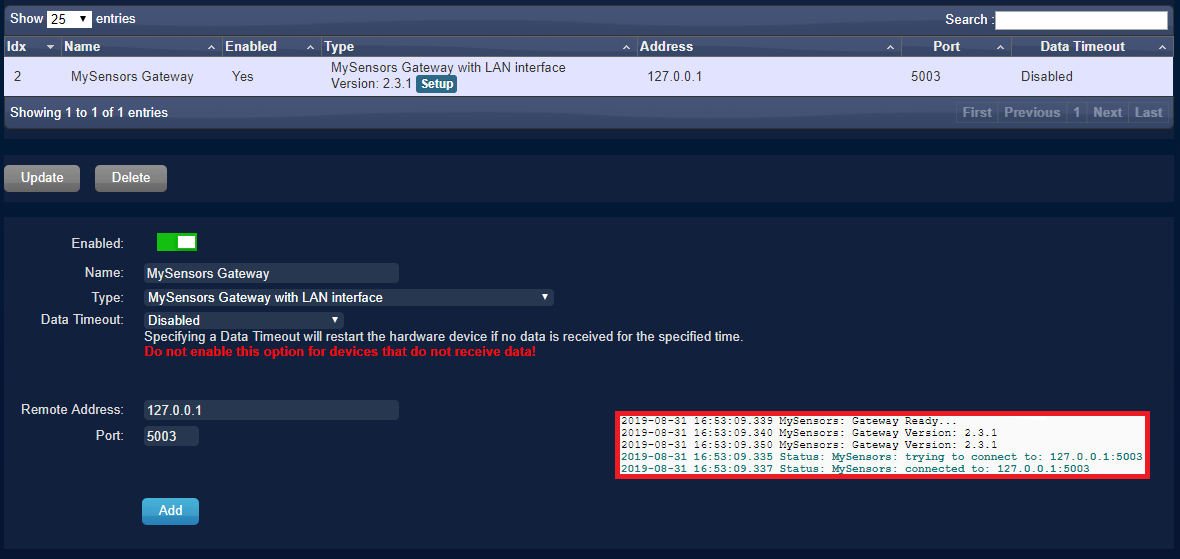 Show 25 entries
Search :
Idx Name Enabled Type Address Port Data Timeout
2 MySensors Gateway Yes MySensors Gateway with LAN interface 127.0.0.1 5003 Disabled
Version: 2.3.1 Setup
Showing 1 to 1 of 1 entries
First Previous 1 Next Last
Update Delete
Enabled:
Name: MySensors Gateway
Type: MySensors Gateway with LAN interface
Data Timeout: Disabled
Specifying a Data Timeout will restart the hardware device if no data is received for the specified time.
Do not enable this option for devices that do not receive data!
Remote Address: 127.0.0.1
Port: 5003
2019-08-31 16:53:09.339 MySensors: Gateway Ready...
2019-08-31 16:53:09.340 MySensors: Gateway Version: 2.3.1
2019-08-31 16:53:09.350 MySensors: Gateway Version: 2.3.1
2019-08-31 16:53:09.335 Status: MySensors: trying to connect to: 127.0.0.1:5003
2019-08-31 16:53:09.337 Status: MySensors: connected to: 127.0.0.1:5003
Add